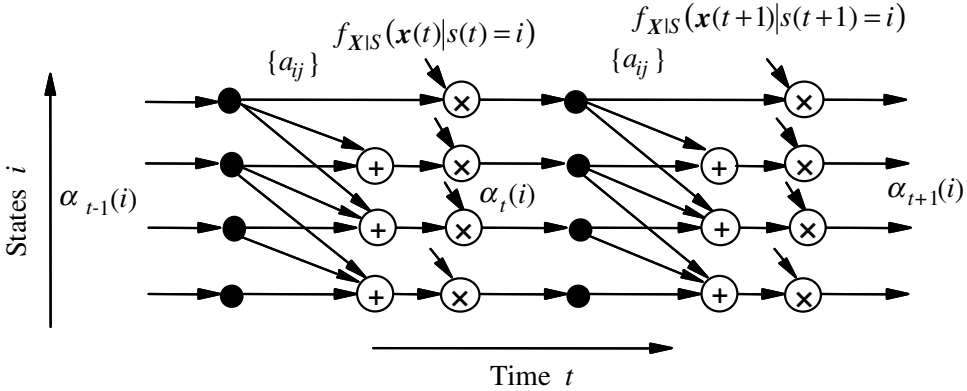 f_{X|S}(x(t)|s(t) = i)
f_{X|S}(x(t+1)|s(t+1) = i)
{a_{ij}}
{a_{ij}}
×
×
+
×
+
×
States i
α_{t-1}(i)
α_t(i)
α_{t+1}(i)
+
×
+
×
+
×
+
×
Time t